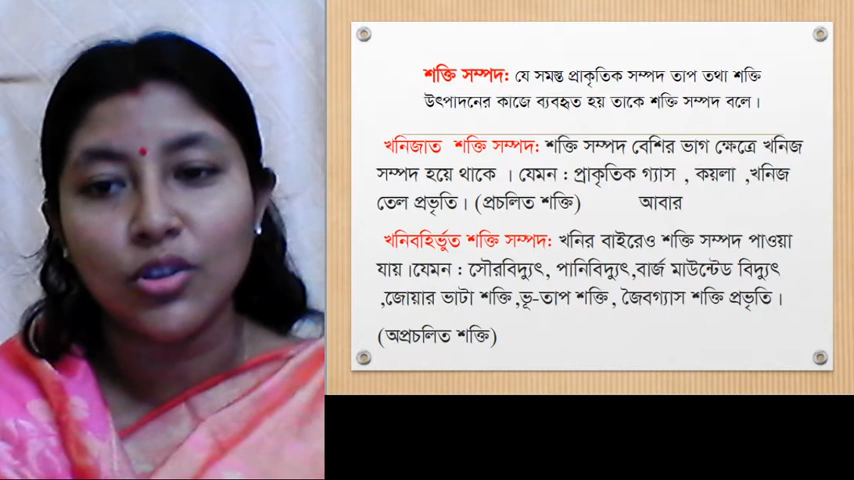 শক্তি সম্পদ: যে সমস্ত প্রাকৃতিক সম্পদ তাপ তথা শক্তি
উৎপাদনের কাজে ব্যবহৃত হয় তাকে শক্তি সম্পদ বলে।
খনিজাত শক্তি সম্পদ: শক্তি সম্পদ বেশির ভাগ ক্ষেত্রে খনিজ
সম্পদ হয়ে থাকে । যেমন : প্রাকৃতিক গ্যাস , কয়লা ,খনিজ
তেল প্রভৃতি। (প্রচলিত শক্তি) আবার
খনিবহির্ভুত শক্তি সম্পদ: খনির বাইরেও শক্তি সম্পদ পাওয়া
যায় ।যেমন : সৌরবিদ্যুৎ, পানিবিদ্যুৎ,বার্জ মাউন্টেড বিদ্যুৎ
,জোয়ার ভাটা শক্তি,ভূ-তাপ শক্তি, জৈবগ্যাস শক্তি প্রভৃতি।
(অপ্রচলিত শক্তি)